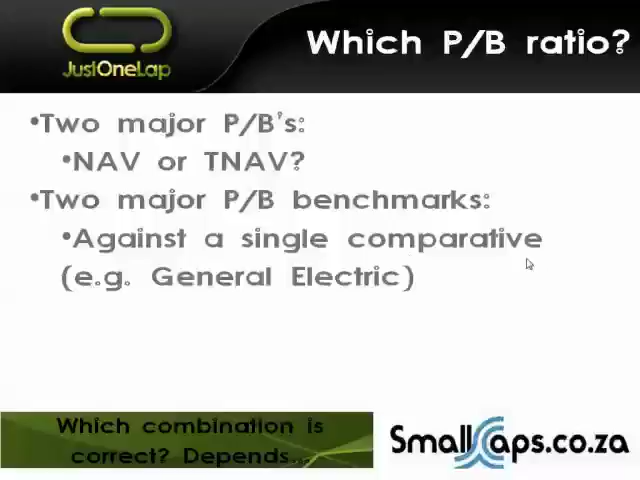 JustOneLap
Which P/B ratio?
•Two major P/B's:
•NAV or TNAV?
•Two major P/B benchmarks:
•Against a single comparative
(e.g. General Electric)
Which combination is
correct? Depends...
SmallCaps.co.za